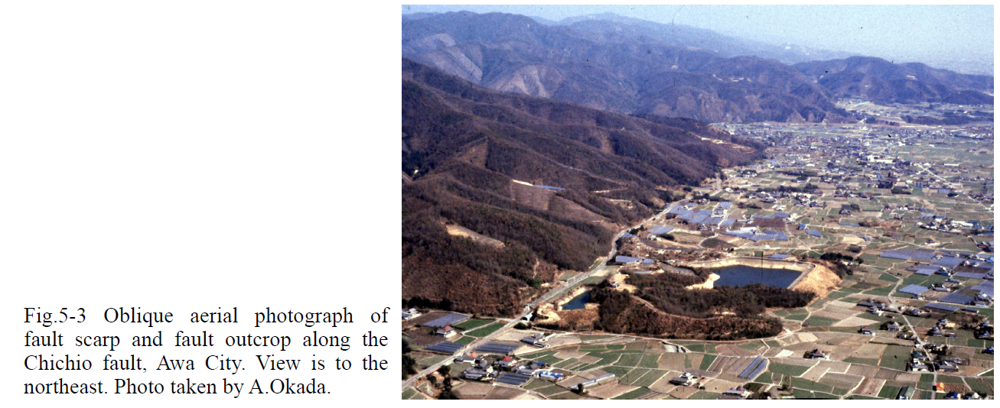 Fig.5-3 Oblique aerial photograph of
fault scarp and fault outcrop along the
Chichio fault, Awa City. View is to the
northeast. Photo taken by A.Okada.